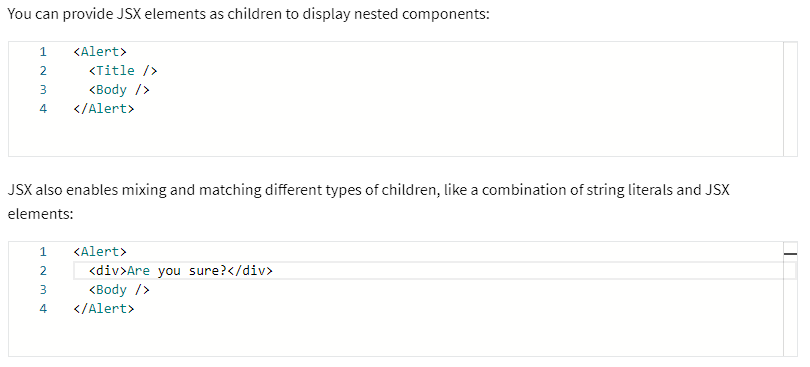 You can provide JSX elements as children to display nested components:
1 <Alert>
2 <Title />
3 <Body />
4 </Alert>
JSX also enables mixing and matching different types of children, like a combination of string literals and JSX
elements:
1 <Alert>
2 <div>Are you sure?</div>
3 <Body />
4 </Alert>